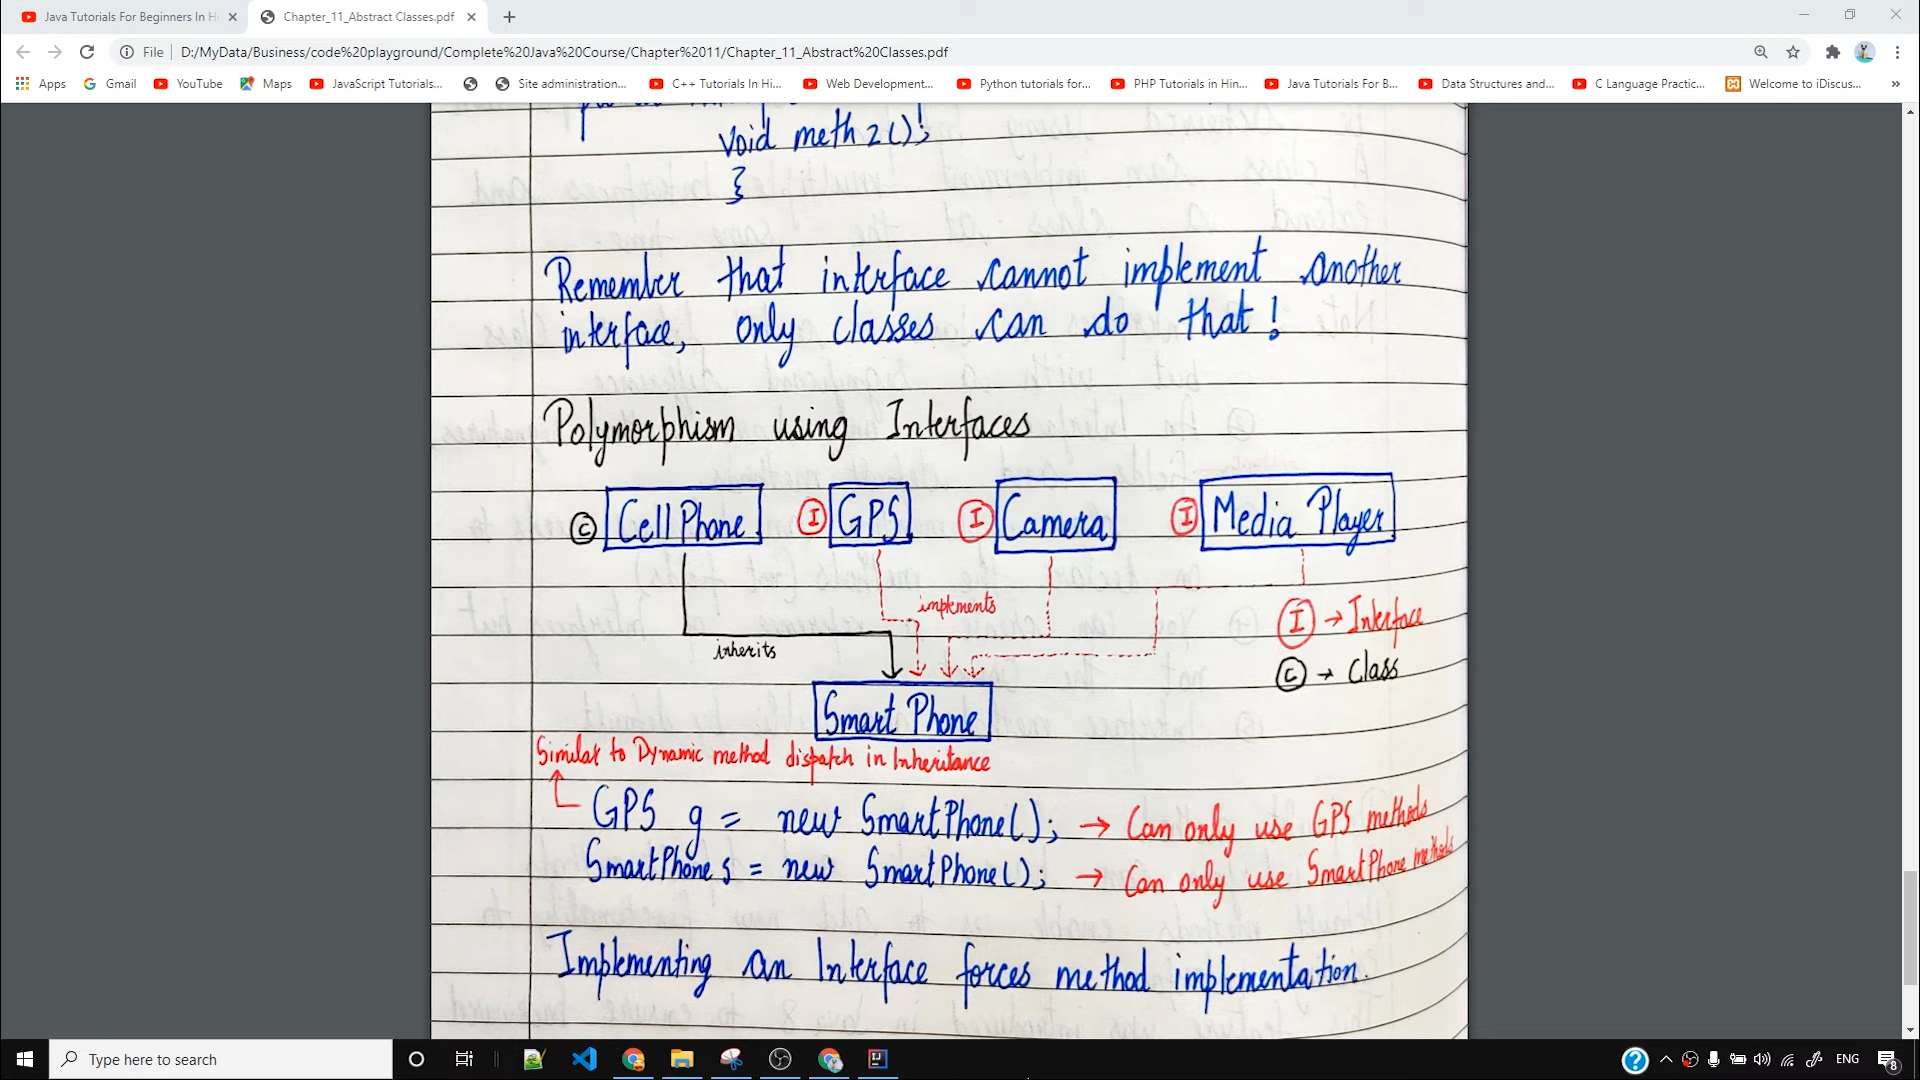 Java Tutorials For Beginners In H
Chapter_11_Abstract Classes.pdf
File
D:/MyData/Business/code%20playground/Complete%20Java%20Course/Chapter%2011/Chapter_11_Abstract%20Classes.pdf
Apps
Gmail
YouTube
Maps
JavaScript Tutorials...
Site administration...
C++ Tutorials In Hi...
Web Development...
Python tutorials for...
PHP Tutorials in Hin...
Java Tutorials For B...
Data Structures and...
C Language Practic...
Welcome to iDiscus...
void meth2();
}
Remember that interface cannot implement another
interface, only classes can do that!
Polymorphism using Interfaces
C Cell Phone
I GPS
I Camera
I Media Player
implements
inherits
I → Interface
C → Class
Smart Phone
Similar to Dynamic method dispatch in Inheritance
GPS g = new SmartPhone(); → Can only use GPS methods
SmartPhone s = new SmartPhone(); → Can only use SmartPhone methods
Implementing an Interface forces method implementation.
Type here to search
ENG
8